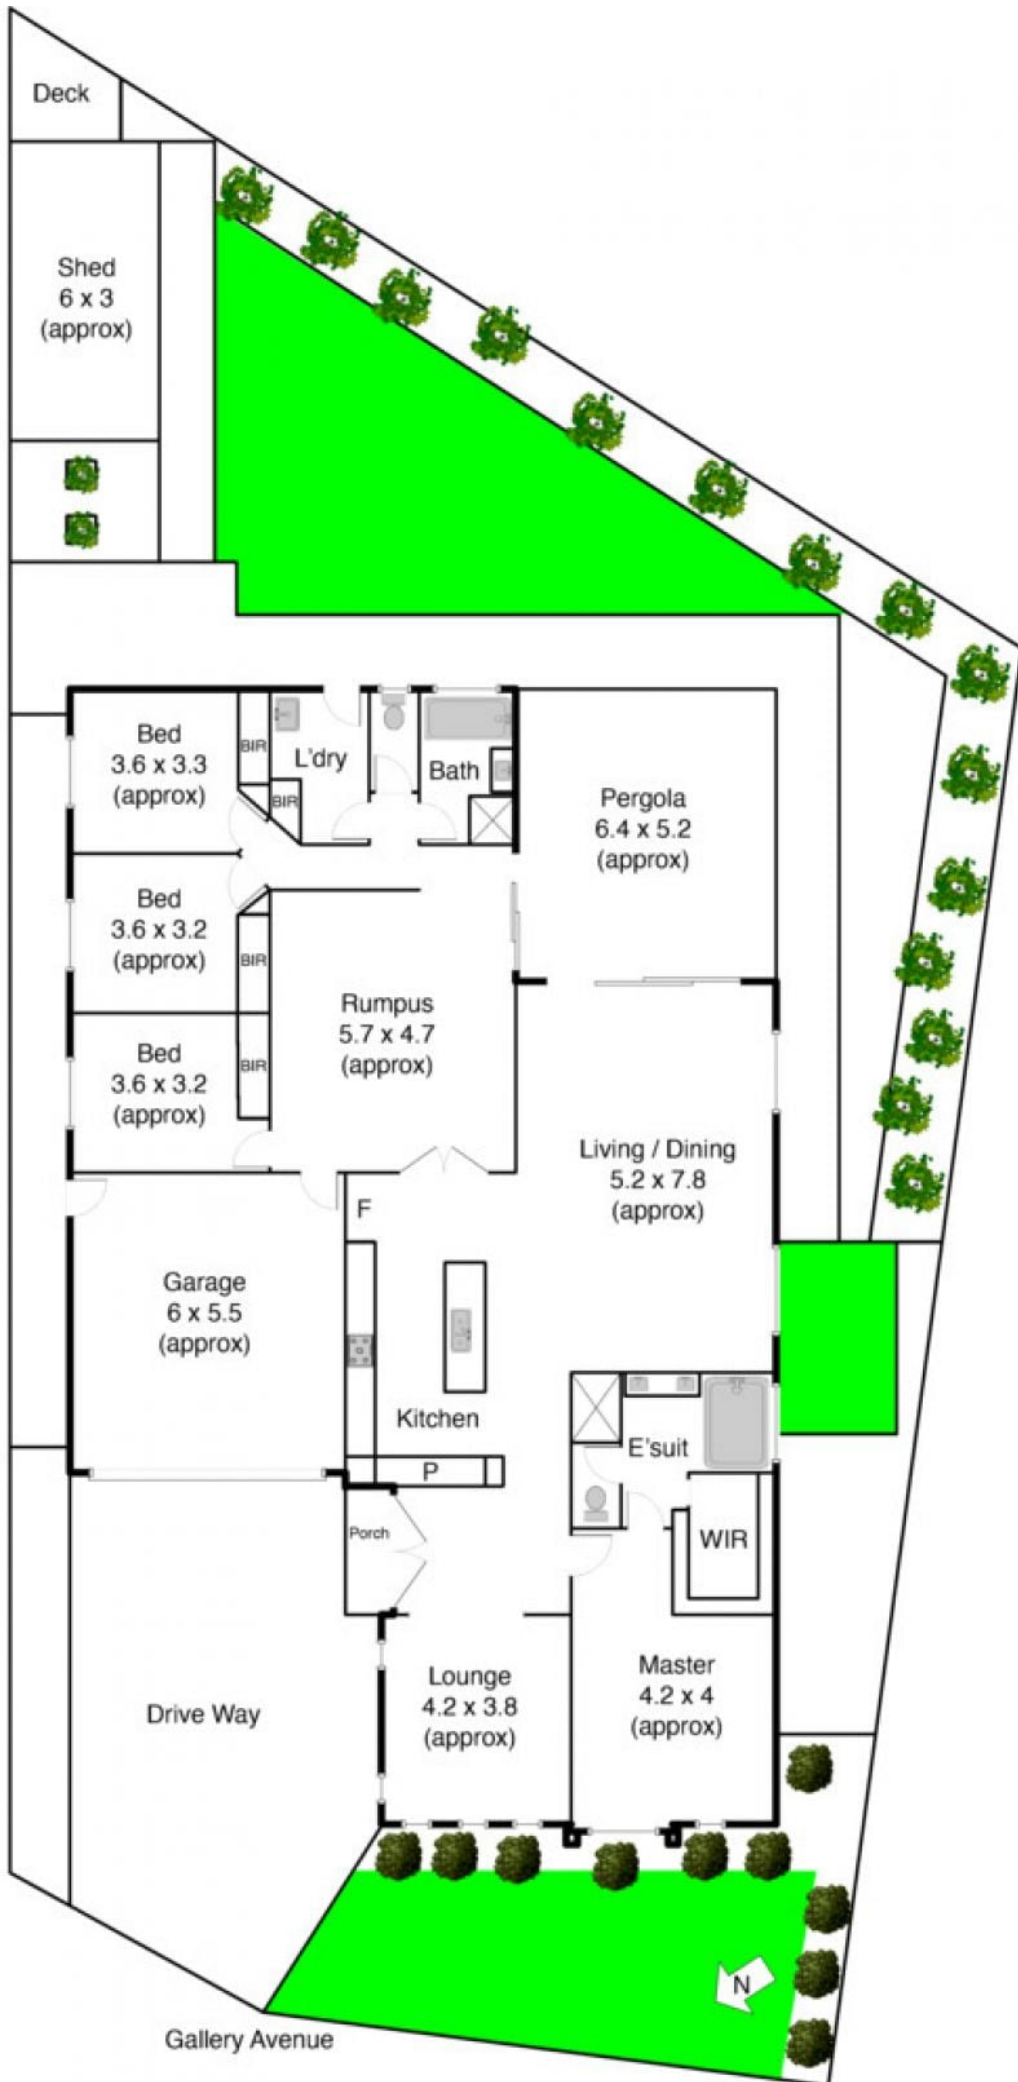 Deck
Shed
6 x 3
(approx)
Bed
3.6 x 3.3
(approx)
BIR
L'dry
BIR
Bath
Pergola
6.4 x 5.2
(approx)
Bed
3.6 x 3.2
(approx)
BIR
Rumpus
5.7 x 4.7
(approx)
Bed
3.6 x 3.2
(approx)
BIR
Living / Dining
5.2 x 7.8
(approx)
F
Garage
6 x 5.5
(approx)
Kitchen
P
E'suit
Porch
WIR
Lounge
4.2 x 3.8
(approx)
Master
4.2 x 4
(approx)
Drive Way
N
Gallery Avenue